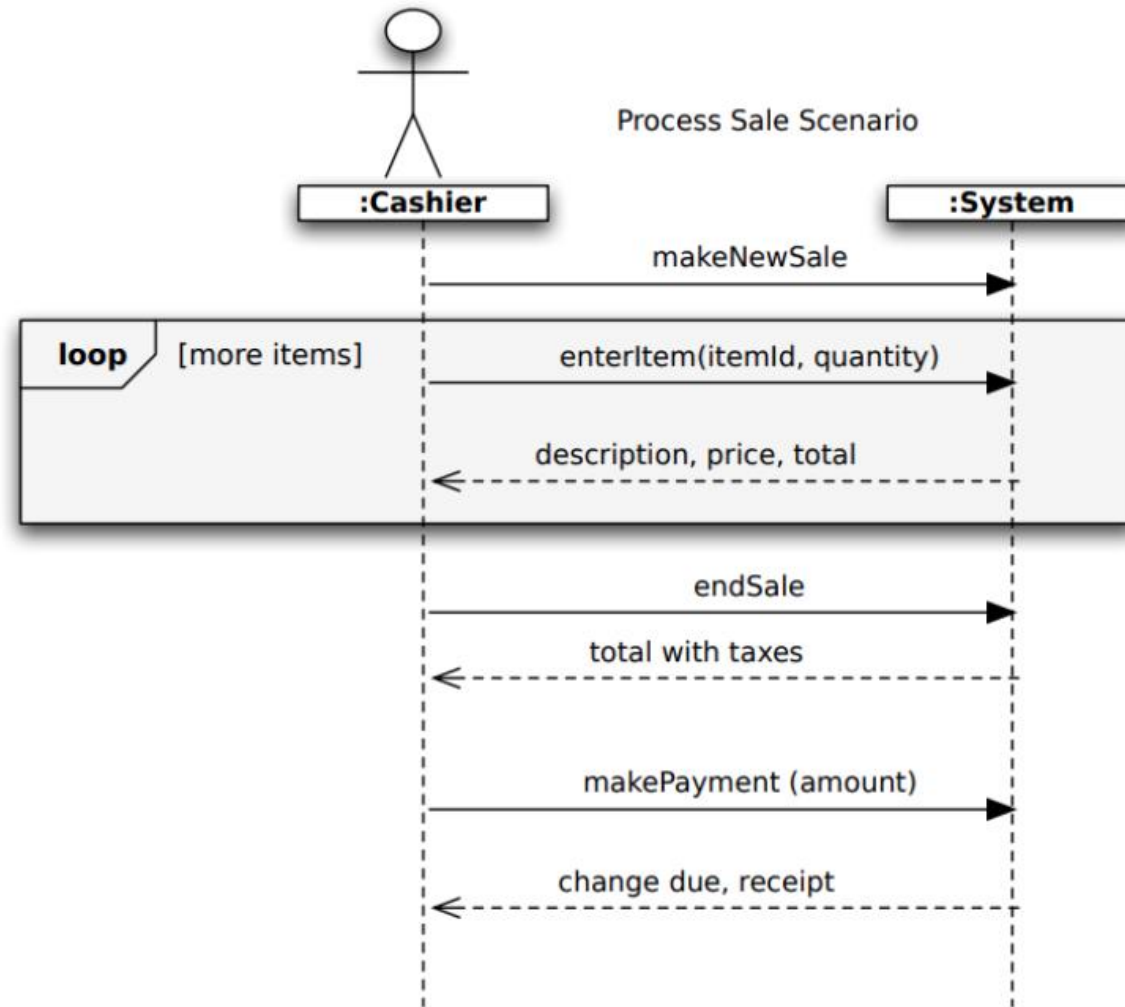 Process Sale Scenario
:Cashier
:System
makeNewSale
loop
[more items]
enterItem(itemId, quantity)
description, price, total
endSale
total with taxes
makePayment (amount)
change due, receipt